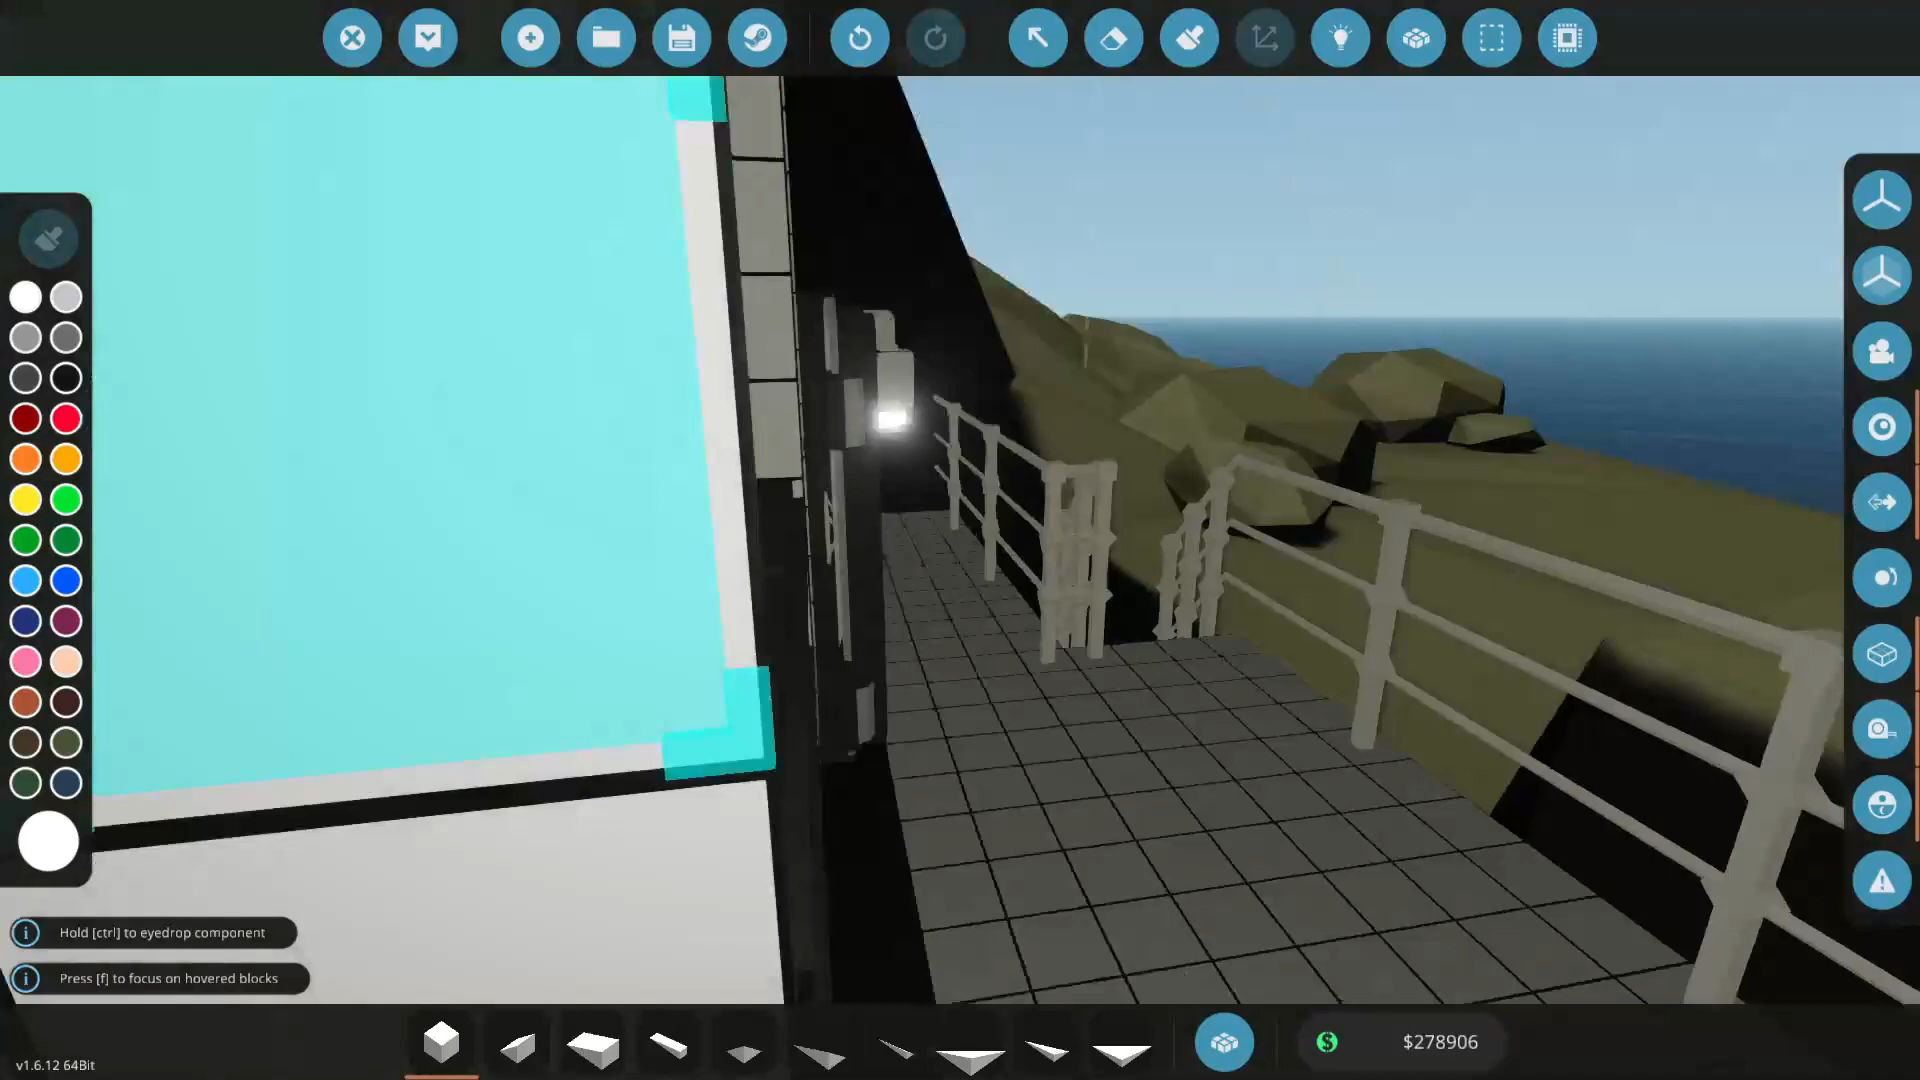 Hold [ctrl] to eyedrop component
Press [f] to focus on hovered blocks
$278906
v1.6.12 64Bit